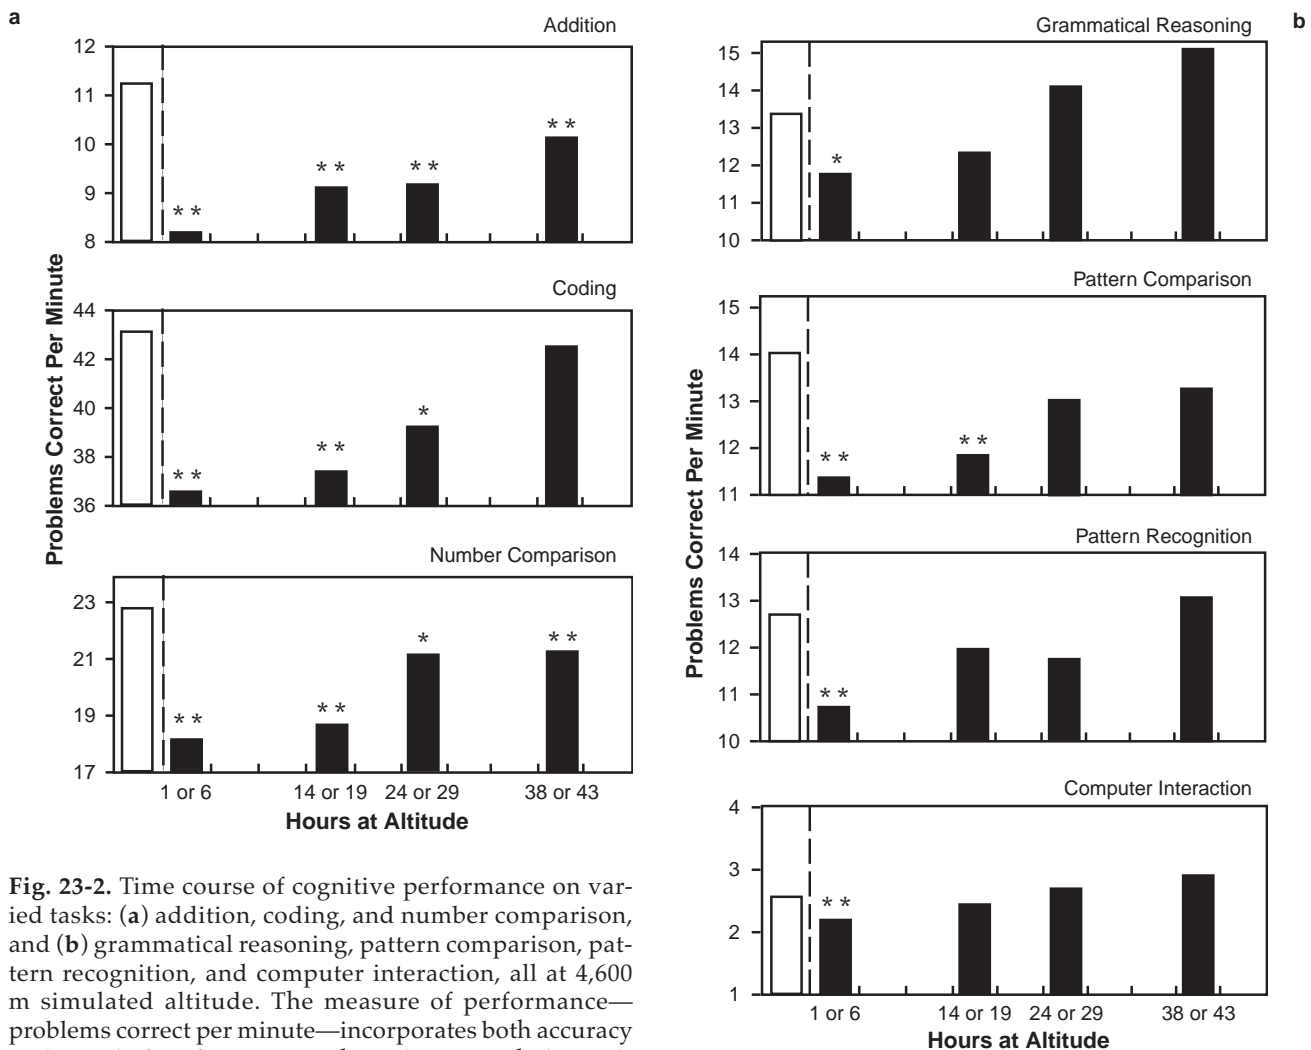 a
Addition
12
11
10
9
8
* *
* *
* *
* *
Coding
44
42
40
38
36
* *
* *
*
Number Comparison
23
21
19
17
* *
* *
*
* *
Problems Correct Per Minute
1 or 6 14 or 19 24 or 29 38 or 43
Hours at Altitude
b
Grammatical Reasoning
15
14
13
12
11
10
*
Pattern Comparison
15
14
13
12
11
* *
* *
Pattern Recognition
14
13
12
11
10
* *
Computer Interaction
4
3
2
1
* *
Problems Correct Per Minute
1 or 6 14 or 19 24 or 29 38 or 43
Hours at Altitude
Fig. 23-2. Time course of cognitive performance on var-
ied tasks: (a) addition, coding, and number comparison,
and (b) grammatical reasoning, pattern comparison, pat-
tern recognition, and computer interaction, all at 4,600
m simulated altitude. The measure of performance—
problems correct per minute—incorporates both accuracy